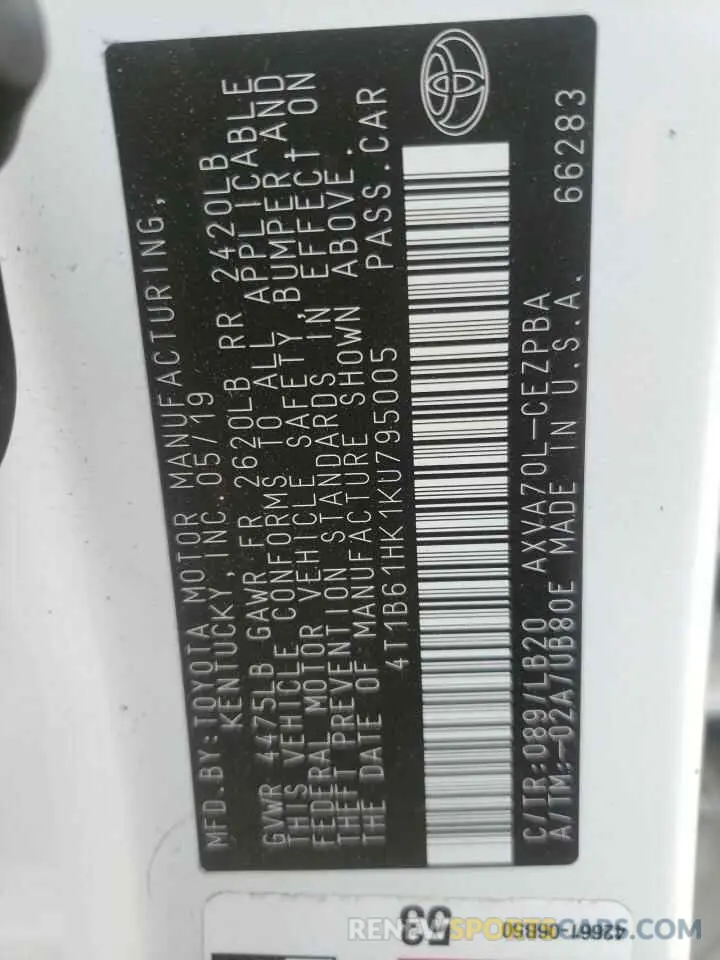 MFD.BY:TOYOTA MOTOR MANUFACTURING,
KENTUCKY,INC.05/19
GVWR 4475LB GAWR FR 2620LB RR 2420LB
THIS VEHICLE CONFORMS TO ALL APPLICABLE
FEDERAL MOTOR VEHICLE SAFETY, BUMPER AND
THEFT PREVENTION STANDARDS IN EFFECT ON
THE DATE OF MANUFACTURE SHOWN ABOVE.
4T1B61HK1KU795005 PASS.CAR
C/TR:089/LB20 AXVA70L-CEZPBA 66283
A/TM:-02A/UB80E MADE IN U.S.A.
53
42661-06B50
RENEWSPORTSCARS.COM